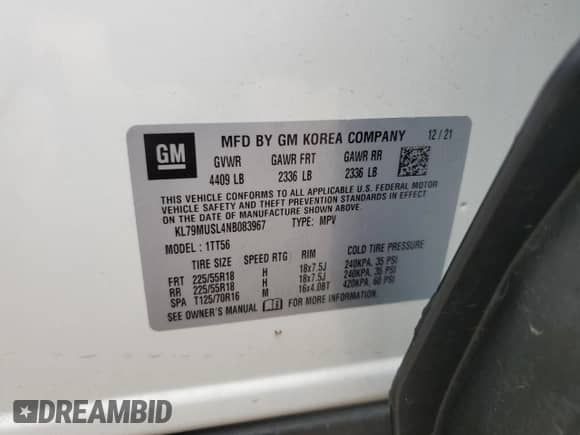 GM
MFD BY GM KOREA COMPANY 12/21
GVWR GAWR FRT GAWR RR
4409 LB 2336 LB 2336 LB
THIS VEHICLE CONFORMS TO ALL APPLICABLE U.S. FEDERAL MOTOR
VEHICLE SAFETY AND THEFT PREVENTION STANDARDS IN EFFECT
ON THE DATE OF MANUFACTURE SHOWN ABOVE.
KL79MUSL4NB083967 TYPE: MPV
MODEL: 1TT56
TIRE SIZE SPEED RTG RIM COLD TIRE PRESSURE
FRT 225/55R18 H 18x7.5J 240KPA, 35 PSI
RR 225/55R18 H 18x7.5J 240KPA, 35 PSI
SPA T125/70R16 M 16x4.0BT 420KPA, 60 PSI
SEE OWNER'S MANUAL FOR MORE INFORMATION.
DREAMBID